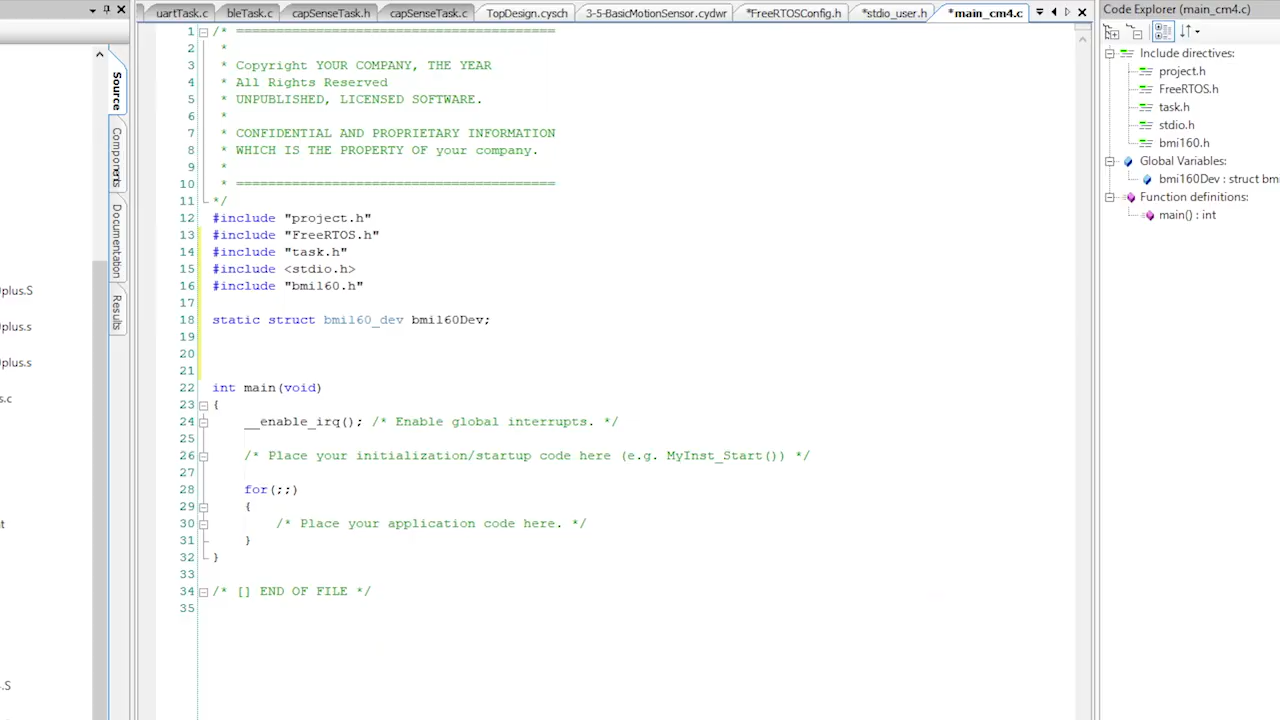 uartTask.c bleTask.c capSenseTask.h capSenseTask.c TopDesign.cysch 3-5-BasicMotionSensor.cydwr *FreeRTOSConfig.h *stdio_user.h *main_cm4.c
Code Explorer (main_cm4.c)
Source
Components
Documentation
Results
0plus.S
0plus.s
0plus.s
s.c
t
.S
1 /* ========================================
2 *
3 * Copyright YOUR COMPANY, THE YEAR
4 * All Rights Reserved
5 * UNPUBLISHED, LICENSED SOFTWARE.
6 *
7 * CONFIDENTIAL AND PROPRIETARY INFORMATION
8 * WHICH IS THE PROPERTY OF your company.
9 *
10 * ========================================
11 */
12 #include "project.h"
13 #include "FreeRTOS.h"
14 #include "task.h"
15 #include <stdio.h>
16 #include "bmi160.h"
17
18 static struct bmi160_dev bmi160Dev;
19
20
21
22 int main(void)
23 {
24 __enable_irq(); /* Enable global interrupts. */
25
26 /* Place your initialization/startup code here (e.g. MyInst_Start()) */
27
28 for(;;)
29 {
30 /* Place your application code here. */
31 }
32 }
33
34 /* [] END OF FILE */
35
Include directives:
project.h
FreeRTOS.h
task.h
stdio.h
bmi160.h
Global Variables:
bmi160Dev : struct bm
Function definitions:
main() : int